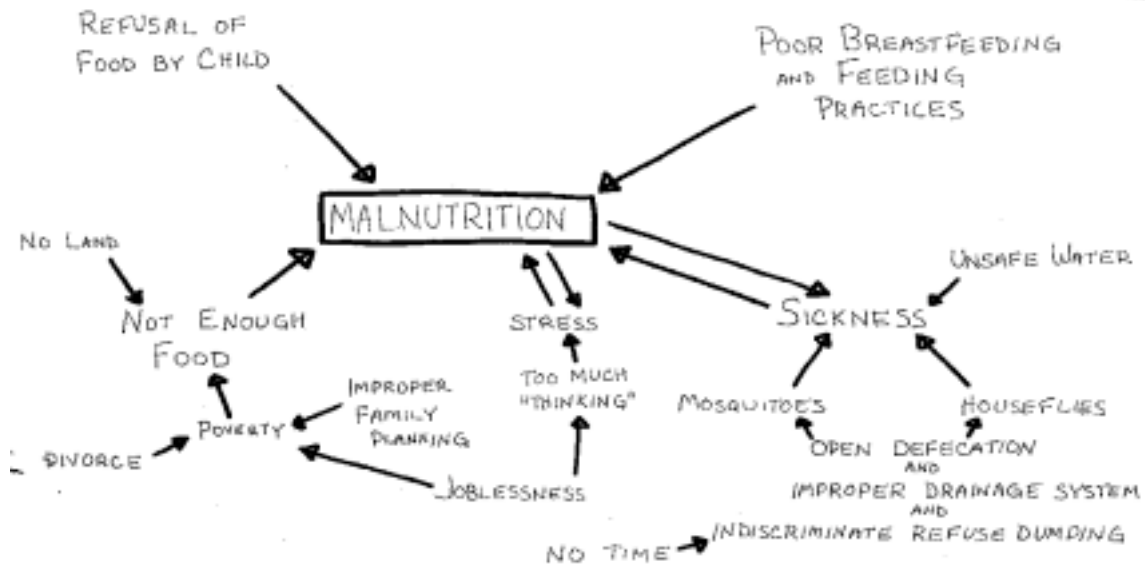 REFUSAL OF
FOOD BY CHILD
POOR BREASTFEEDING
AND FEEDING
PRACTICES
MALNUTRITION
NO LAND
UNSAFE WATER
NOT ENOUGH
FOOD
STRESS
SICKNESS
TOO MUCH
"THINKING"
IMPROPER
FAMILY
PLANKING
POVERTY
MOSQUITOES
HOUSEFLIES
DIVORCE
JOBLESSNESS
OPEN DEFECATION
AND
IMPROPER DRAINAGE SYSTEM
AND
INDISCRIMINATE REFUSE DUMPING
NO TIME